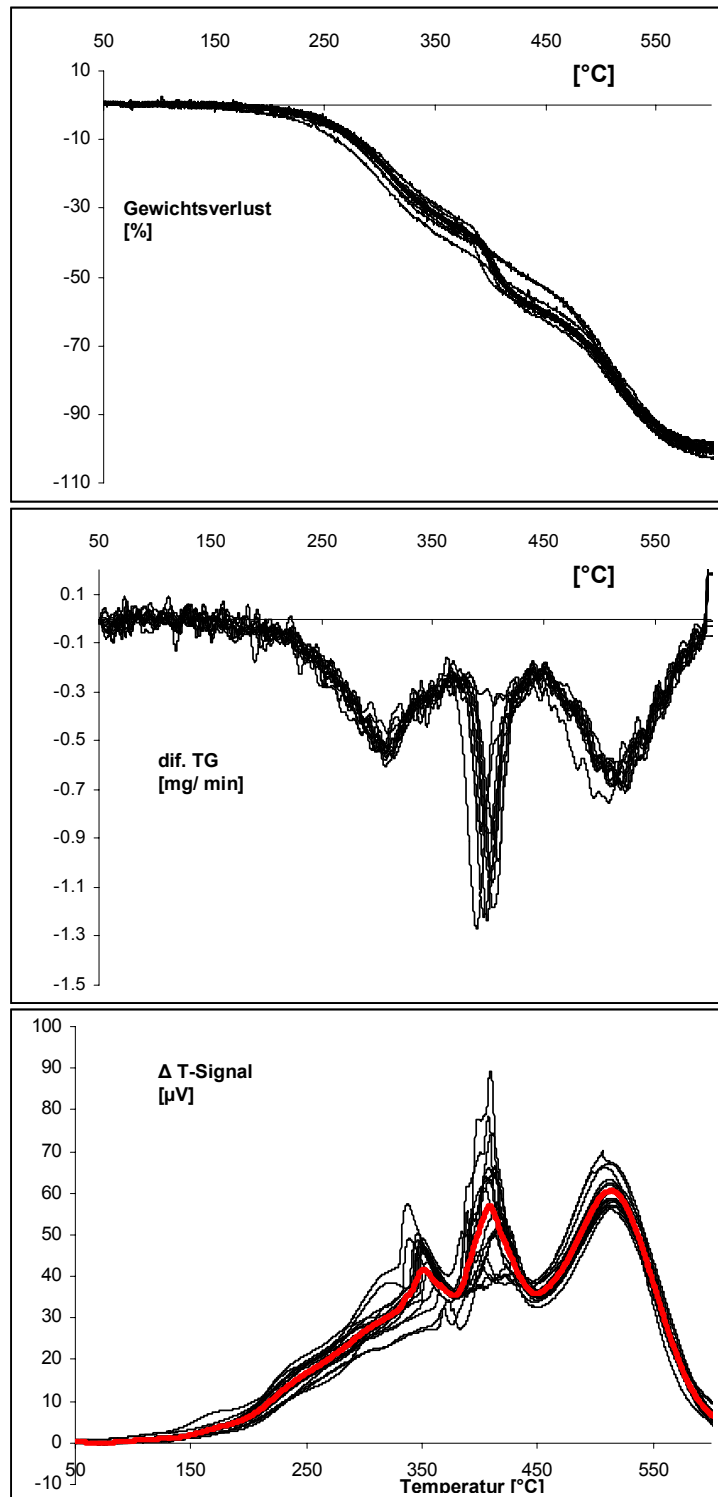 50 150 250 350 450 550
[°C]
10
-10
-30
-50
-70
-90
-110
Gewichtsverlust
[%]
50 150 250 350 450 550
[°C]
0.1
-0.1
-0.3
-0.5
-0.7
-0.9
-1.1
-1.3
-1.5
dif. TG
[mg/ min]
100
90
80
70
60
50
40
30
20
10
0
-10
Δ T-Signal
[µV]
50 150 250 350 450 550
Temperatur [°C]